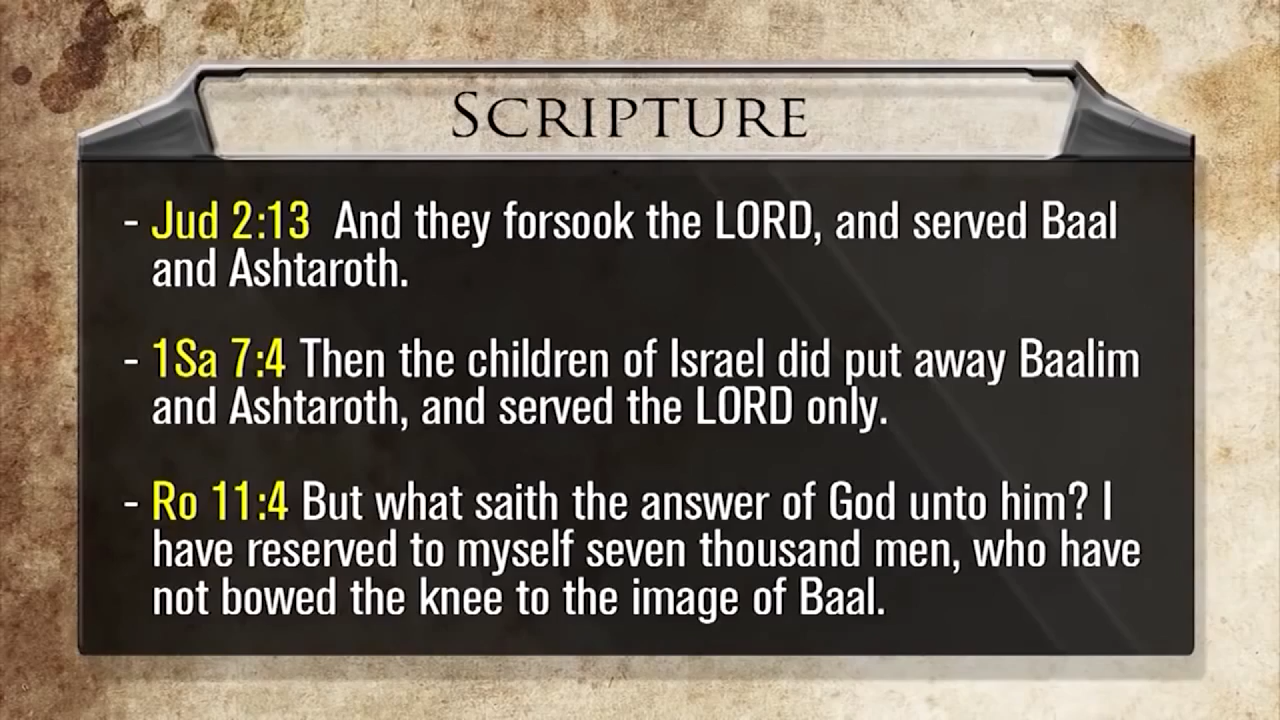 SCRIPTURE
- Jud 2:13 And they forsook the LORD, and served Baal
and Ashtaroth.
- 1Sa 7:4 Then the children of Israel did put away Baalim
and Ashtaroth, and served the LORD only.
- Ro 11:4 But what saith the answer of God unto him? I
have reserved to myself seven thousand men, who have
not bowed the knee to the image of Baal.